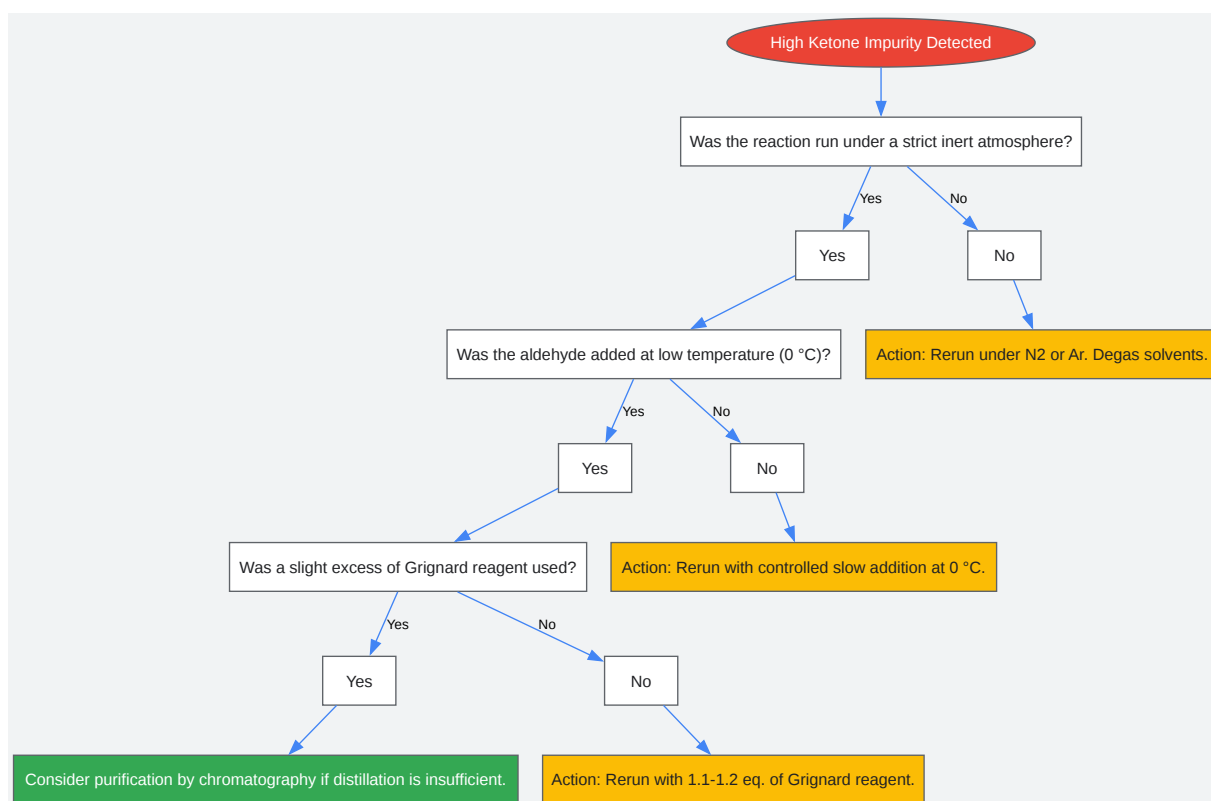 High Ketone Impurity Detected
Was the reaction run under a strict inert atmosphere?
Yes
No
Yes
No
Was the aldehyde added at low temperature (0 °C)?
Action: Rerun under N2 or Ar. Degas solvents.
Yes
No
Yes
No
Was a slight excess of Grignard reagent used?
Action: Rerun with controlled slow addition at 0 °C.
Yes
No
Yes
No
Consider purification by chromatography if distillation is insufficient.
Action: Rerun with 1.1-1.2 eq. of Grignard reagent.